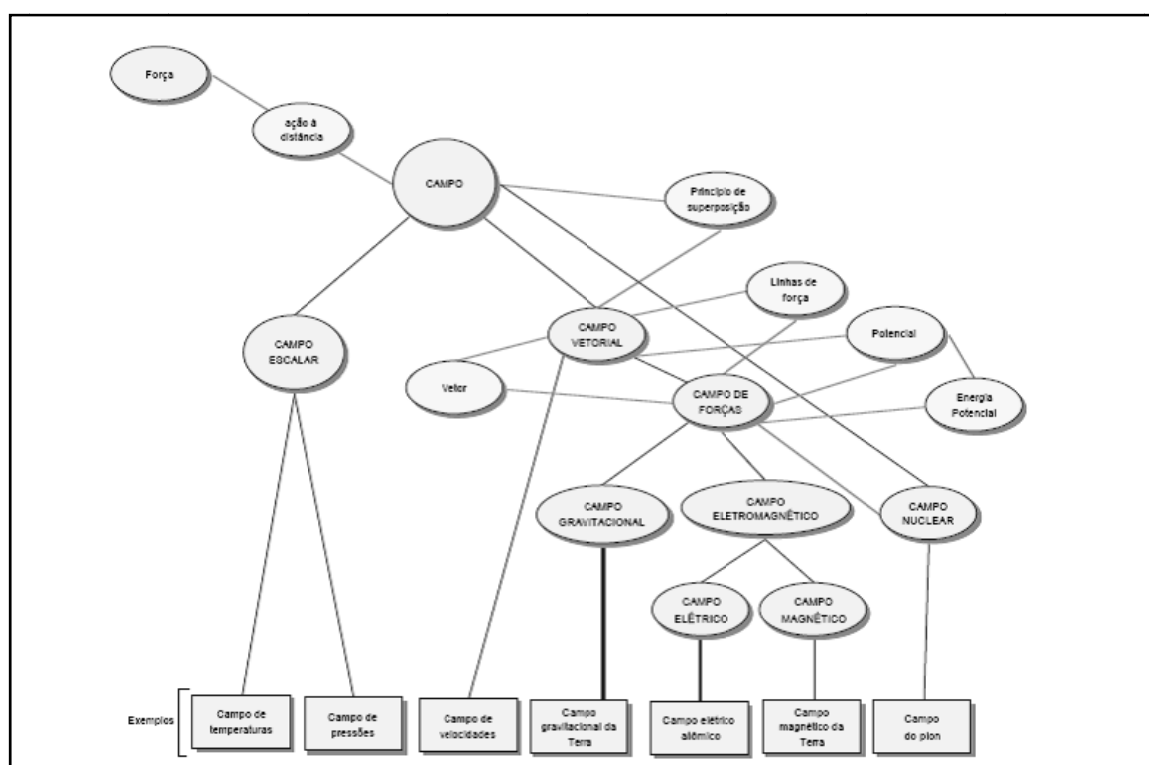 Força
ação à
distância
CAMPO
Princípio de
superposição
Linhas de
força
CAMPO
VETORIAL
Potencial
CAMPO
ESCALAR
Vetor
CAMPO DE
FORÇAS
Energia
Potencial
CAMPO
GRAVITACIONAL
CAMPO
ELETROMAGNÉTICO
CAMPO
NUCLEAR
CAMPO
ELÉTRICO
CAMPO
MAGNÉTICO
Exemplos
Campo de
temperaturas
Campo de
pressões
Campo de
velocidades
Campo
gravitacional da
Terra
Campo elétrico
atômico
Campo
magnético da
Terra
Campo
do pion